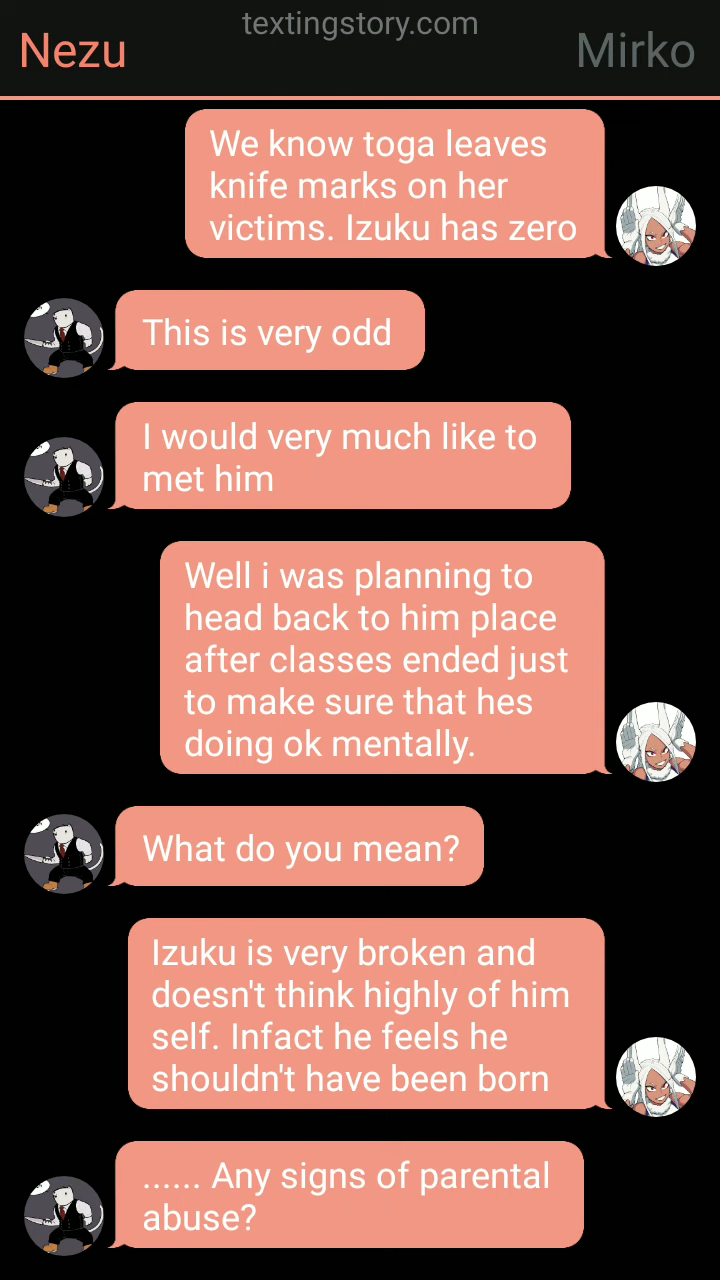 textingstory.com
Nezu
Mirko
We know toga leaves
knife marks on her
victims. Izuku has zero
This is very odd
I would very much like to
met him
Well i was planning to
head back to him place
after classes ended just
to make sure that hes
doing ok mentally.
What do you mean?
Izuku is very broken and
doesn't think highly of him
self. Infact he feels he
shouldn't have been born
...... Any signs of parental
abuse?